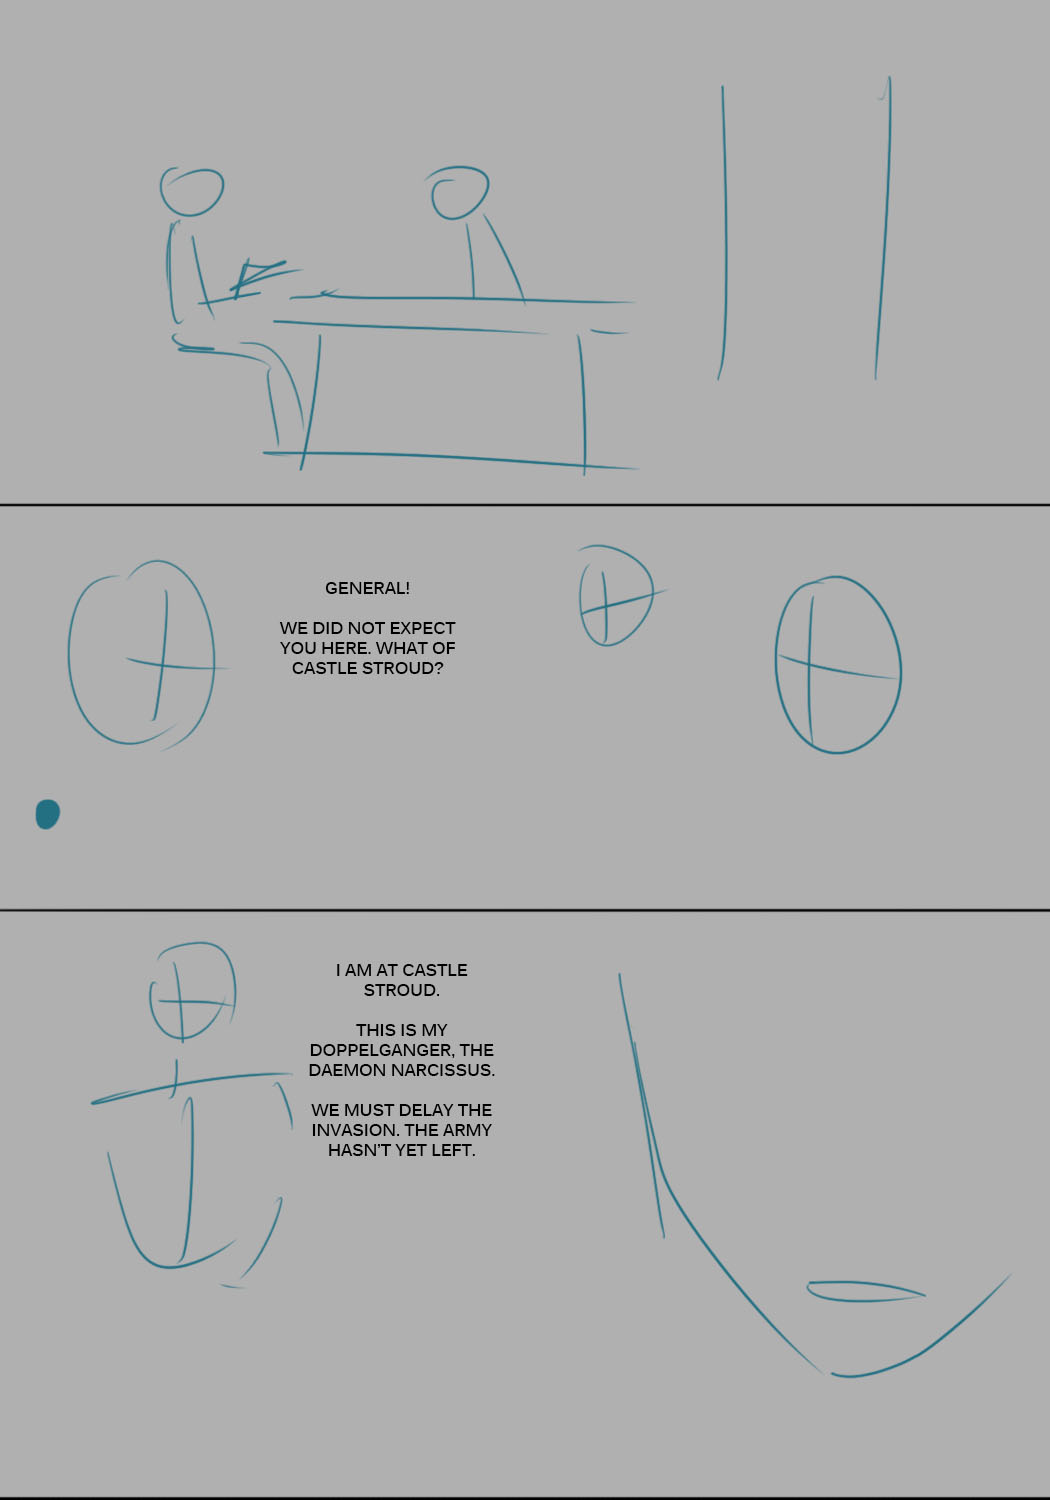 GENERAL!
WE DID NOT EXPECT
YOU HERE. WHAT OF
CASTLE STROUD?
I AM AT CASTLE
STROUD.
THIS IS MY
DOPPELGANGER, THE
DAEMON NARCISSUS.
WE MUST DELAY THE
INVASION. THE ARMY
HASN'T YET LEFT.